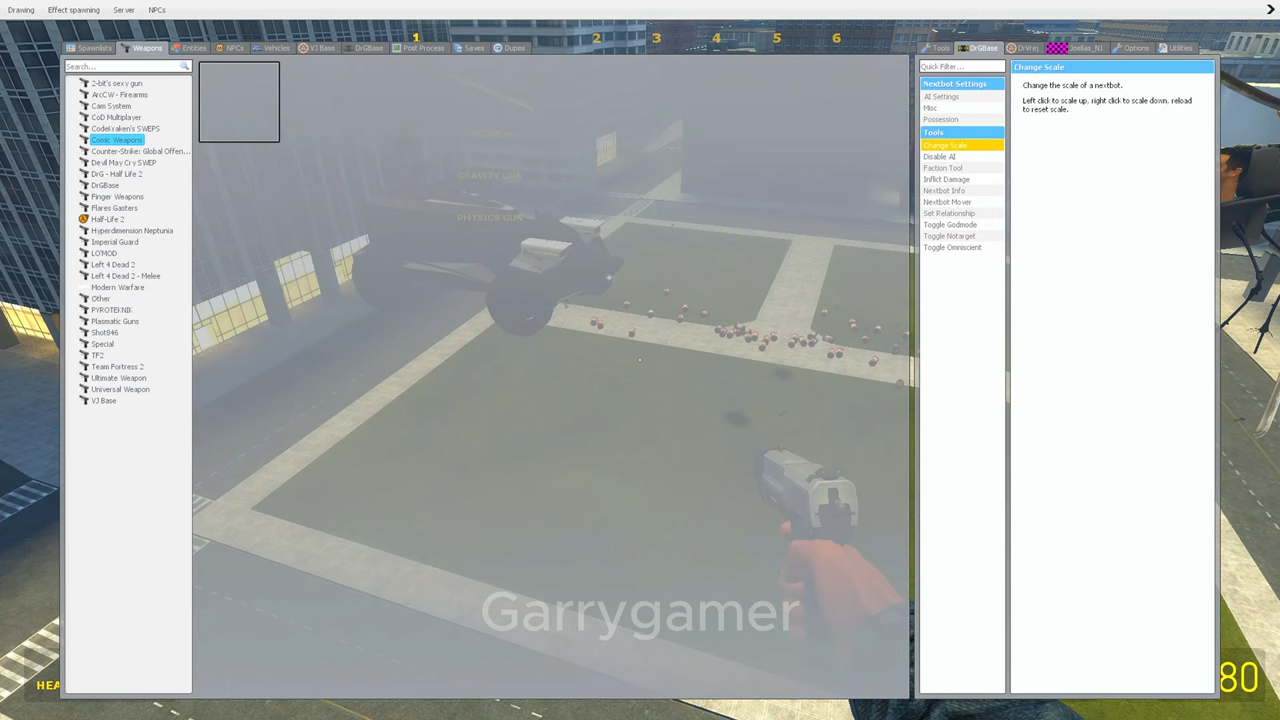 Drawing Effect spawning Server NPCs
1 2 3 4 5 6
Spawnlists Weapons Entities NPCs Vehicles VJ Base DrGBase Post Process Saves Dupes
Tools DrGBase DrVrej Joelias_N1 Options Utilities
Search...
2-bit's sexy gun
ArcCW - Firearms
Cam System
CoD Multiplayer
CodeKraken's SWEPS
Comic Weapons
Counter-Strike: Global Offen...
Devil May Cry SWEP
DrG - Half Life 2
DrGBase
Finger Weapons
Flares Gasters
Half-Life 2
Hyperdimension Neptunia
Imperial Guard
Left 4 Dead 2
Left 4 Dead 2 - Melee
Modern Warfare
Other
PYROTEKNIK
Plasmatic Guns
Shot846
Special
TF2
Team Fortress 2
Ultimate Weapon
Universal Weapon
VJ Base
GRAVITY GUN
PHYSICS GUN
Quick Filter...
Nextbot Settings
AI Settings
Misc
Possession
Tools
Change Scale
Disable AI
Faction Tool
Inflict Damage
Nextbot Info
Nextbot Mover
Set Relationship
Toggle Godmode
Toggle Notarget
Toggle Omniscient
Change Scale
Change the scale of a nextbot.
Left click to scale up, right click to scale down, reload
to reset scale.
Garrygamer
HEA
80